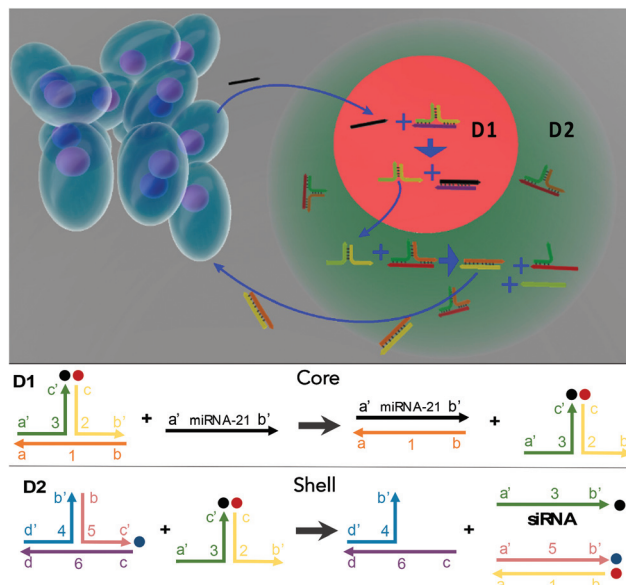 D1 D2
+
+
+ +
+
D1 Core
c' c
a' 3 2 b' + a' miRNA-21 b' a' miRNA-21 b' + c' c
a 1 b a 1 b a' 3 2 b'
D2 Shell
b' b c' c b' a' 3 b'
d' 4 5 c' + a' 3 2 b' d' 4 + siRNA
d 6 c d 6 c a' 5 b'
a 1 b